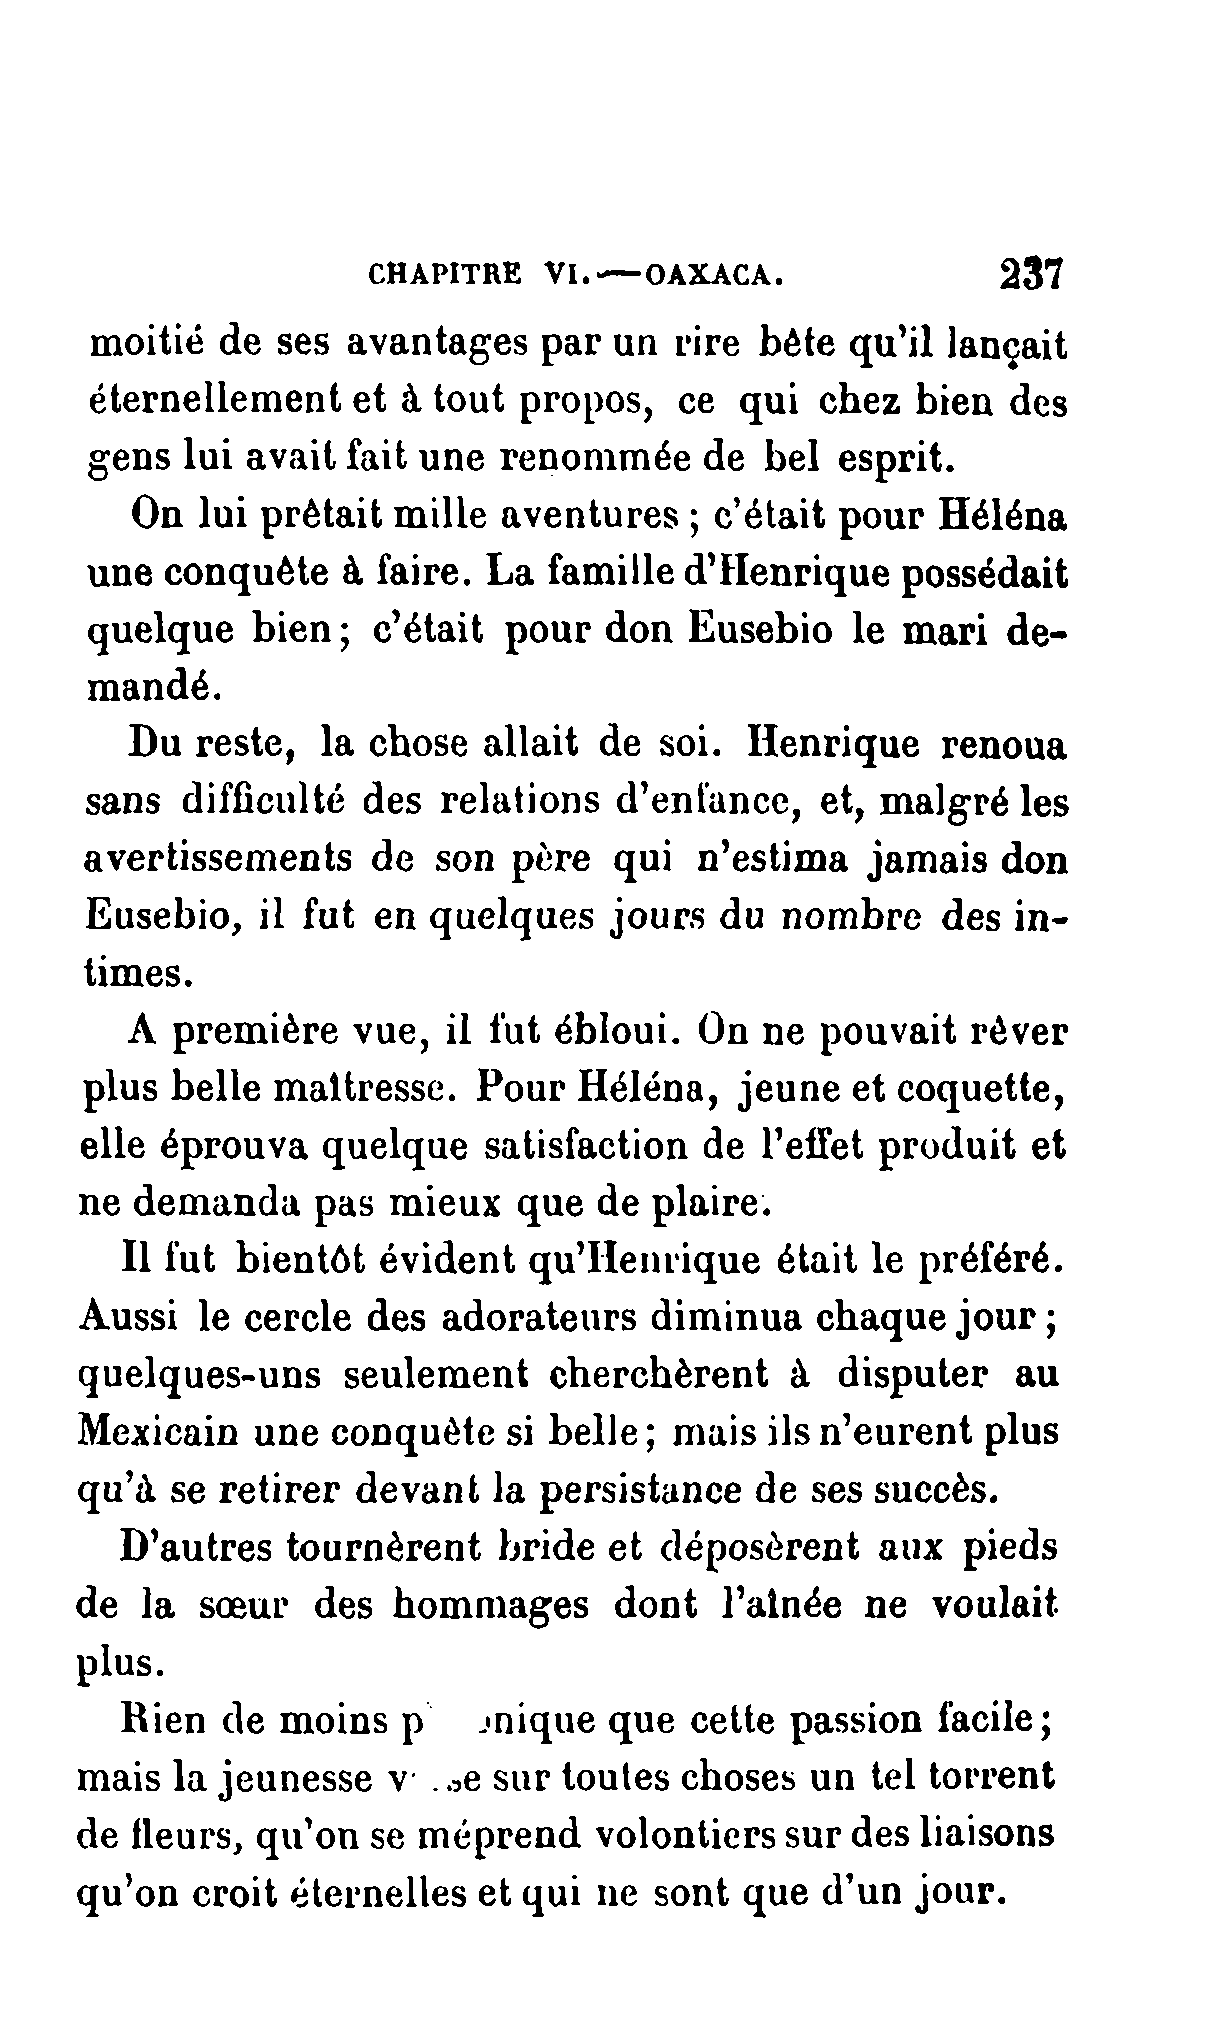 CHAPITRE VI.—OAXACA. 237
moitié de ses avantages par un rire bête qu'il lançait
éternellement et à tout propos, ce qui chez bien des
gens lui avait fait une renommée de bel esprit.
On lui prêtait mille aventures ; c'était pour Héléna
une conquête à faire. La famille d'Henrique possédait
quelque bien; c'était pour don Eusebio le mari de-
mandé.
Du reste, la chose allait de soi. Henrique renoua
sans difficulté des relations d'enfance, et, malgré les
avertissements de son père qui n'estima jamais don
Eusebio, il fut en quelques jours du nombre des in-
times.
A première vue, il fut ébloui. On ne pouvait rêver
plus belle maîtresse. Pour Héléna, jeune et coquette,
elle éprouva quelque satisfaction de l'effet produit et
ne demanda pas mieux que de plaire.
Il fut bientôt évident qu'Henrique était le préféré.
Aussi le cercle des adorateurs diminua chaque jour ;
quelques-uns seulement cherchèrent à disputer au
Mexicain une conquête si belle; mais ils n'eurent plus
qu'à se retirer devant la persistance de ses succès.
D'autres tournèrent bride et déposèrent aux pieds
de la sœur des hommages dont l'aînée ne voulait
plus.
Rien de moins que cette passion facile;
mais la jeunesse sur toutes choses un tel torrent
de fleurs, qu'on se méprend volontiers sur des liaisons
qu'on croit éternelles et qui ne sont que d'un jour.